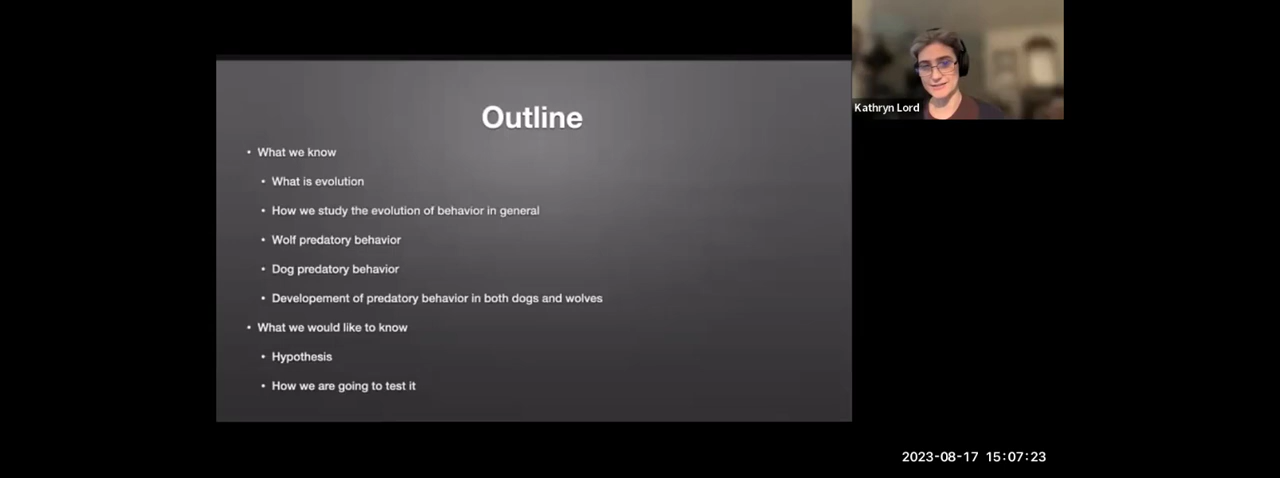 Outline
• What we know
• What is evolution
• How we study the evolution of behavior in general
• Wolf predatory behavior
• Dog predatory behavior
• Developement of predatory behavior in both dogs and wolves
• What we would like to know
• Hypothesis
• How we are going to test it
Kathryn Lord
2023-08-17 15:07:23